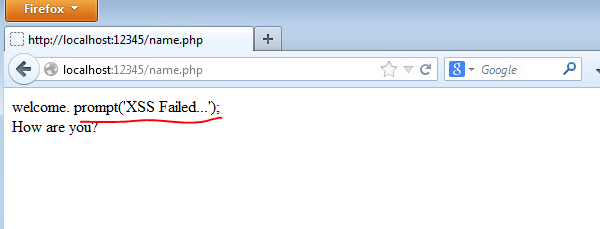 Firefox
http://localhost:12345/name.php
localhost:12345/name.php
Google
welcome. prompt('XSS Failed...');
How are you?